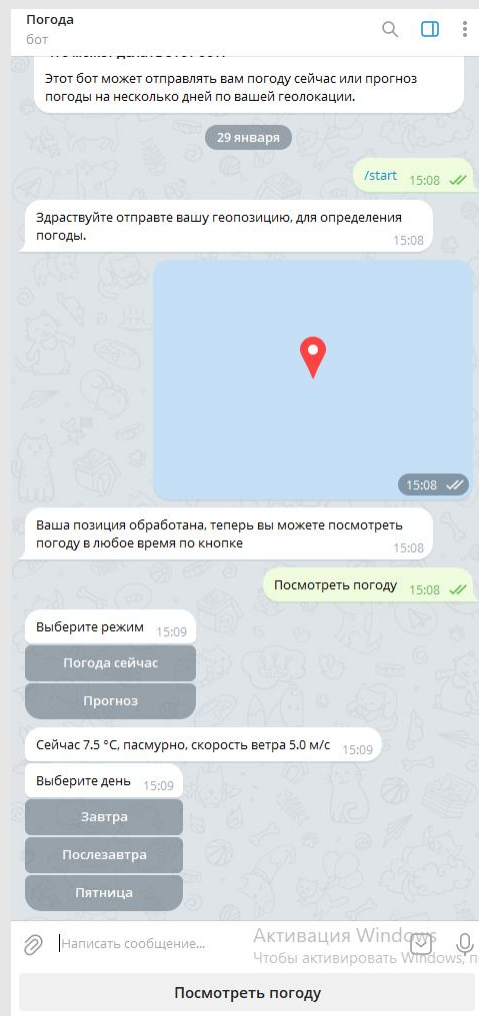 Погода
бот
Этот бот может отправлять вам погоду сейчас или прогноз
погоды на несколько дней по вашей геолокации.
29 января
/start 15:08
Здраствуйте отправте вашу геопозицию, для определения
погоды.
15:08
15:08
Ваша позиция обработана, теперь вы можете посмотреть
погоду в любое время по кнопке
15:08
Посмотреть погоду 15:08
Выберите режим 15:09
Погода сейчас
Прогноз
Сейчас 7.5 °C, пасмурно, скорость ветра 5.0 м/с 15:09
Выберите день 15:09
Завтра
Послезавтра
Пятница
Написать сообщение...
Активация Windows
Чтобы активировать Windows, п
Посмотреть погоду